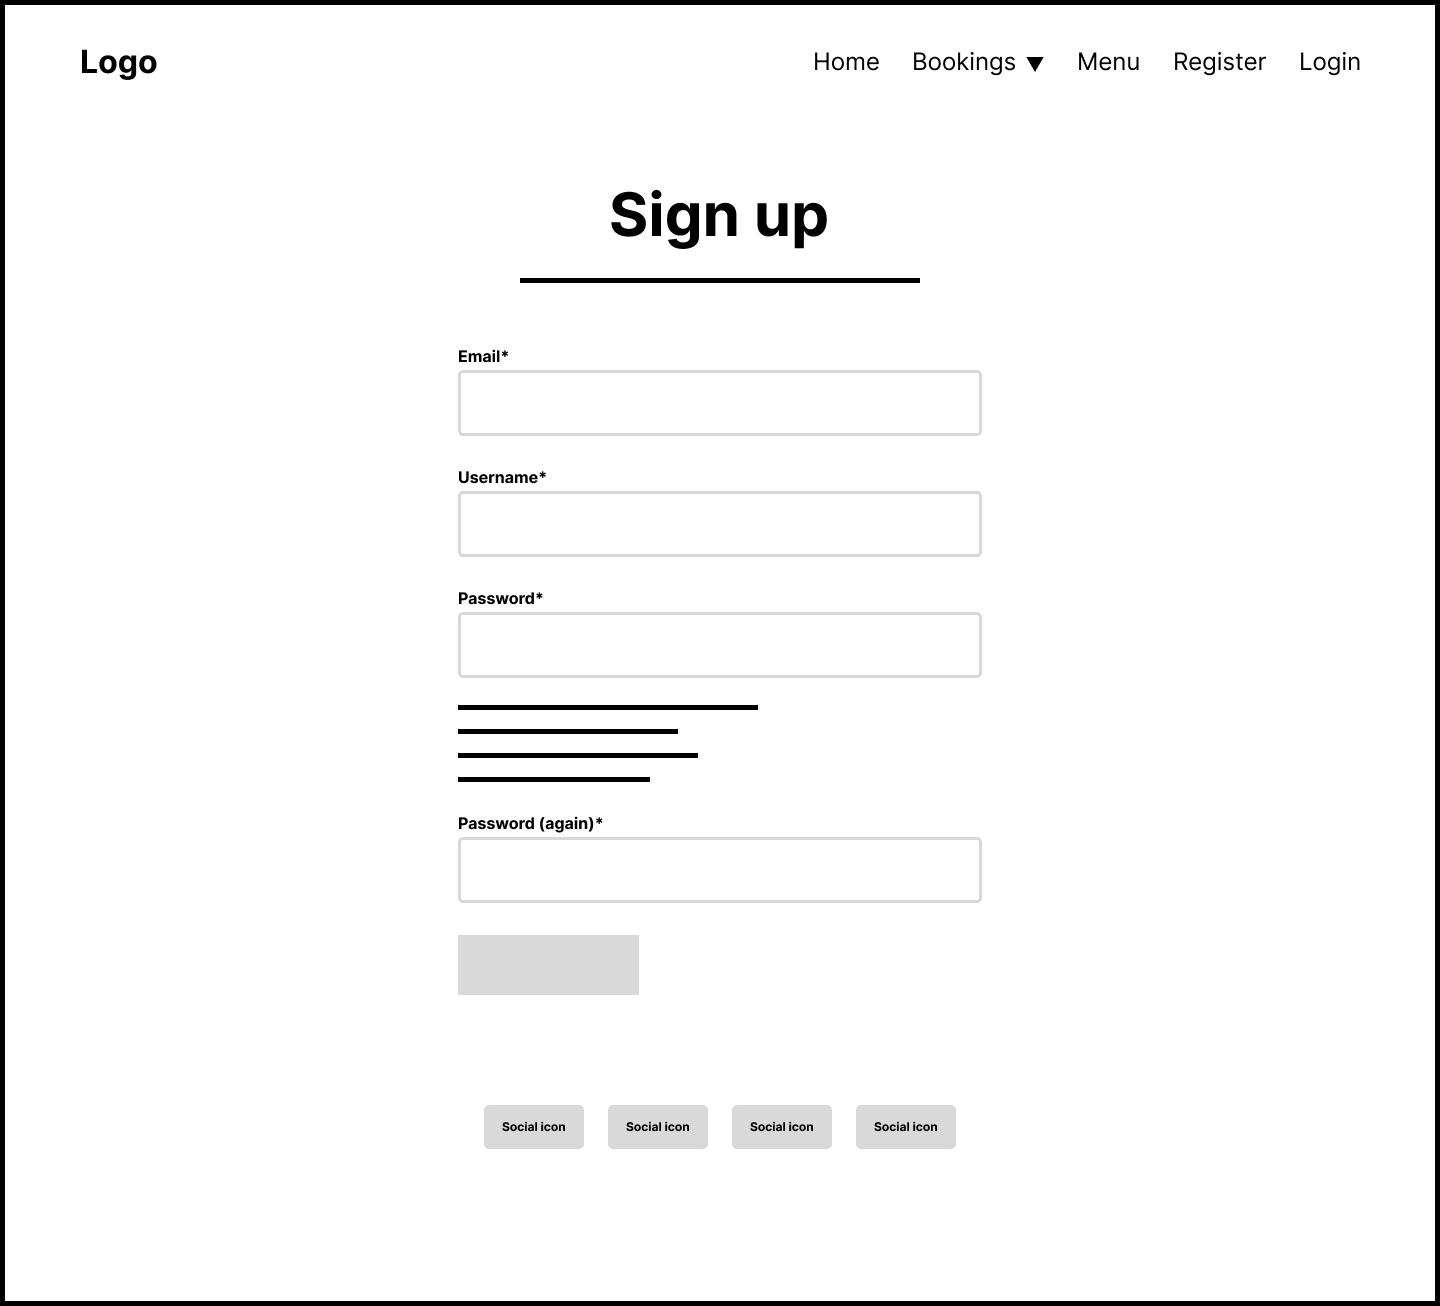 Logo
Home Bookings ▼ Menu Register Login
Sign up
Email*
Username*
Password*
Password (again)*
Social icon Social icon Social icon Social icon